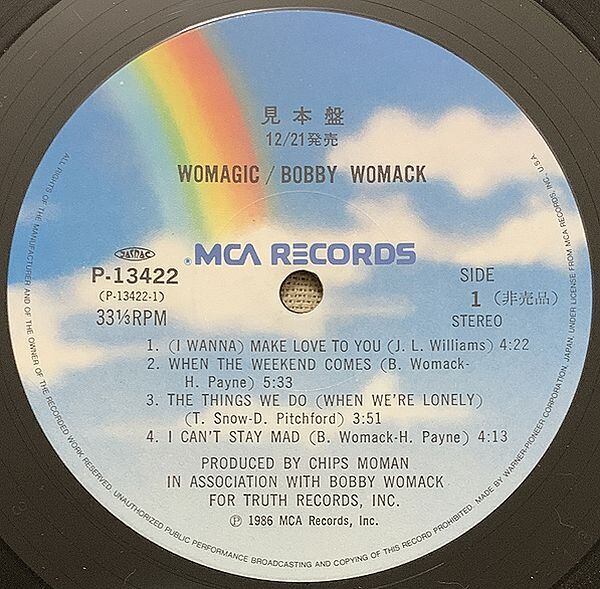 見本盤
12/21発売
WOMAGIC / BOBBY WOMACK
JASRAC
MCA RECORDS
P-13422
(P-13422-1)
33⅓RPM
SIDE
1 (非売品)
STEREO
1. (I WANNA) MAKE LOVE TO YOU (J. L. Williams) 4:22
2. WHEN THE WEEKEND COMES (B. Womack-
H. Payne) 5:33
3. THE THINGS WE DO (WHEN WE'RE LONELY)
(T. Snow-D. Pitchford) 3:51
4. I CAN'T STAY MAD (B. Womack-H. Payne) 4:13
PRODUCED BY CHIPS MOMAN
IN ASSOCIATION WITH BOBBY WOMACK
FOR TRUTH RECORDS, INC.
Ⓟ 1986 MCA Records, Inc.
ALL RIGHTS OF THE MANUFACTURER AND OF THE OWNER OF THE RECORDED WORK RESERVED. UNAUTHORIZED PUBLIC PERFORMANCE BROADCASTING AND COPYING OF THIS RECORD PROHIBITED. MADE BY WARNER-PIONEER CORPORATION, JAPAN, UNDER LICENSE FROM MCA RECORDS, INC., U.S.A.